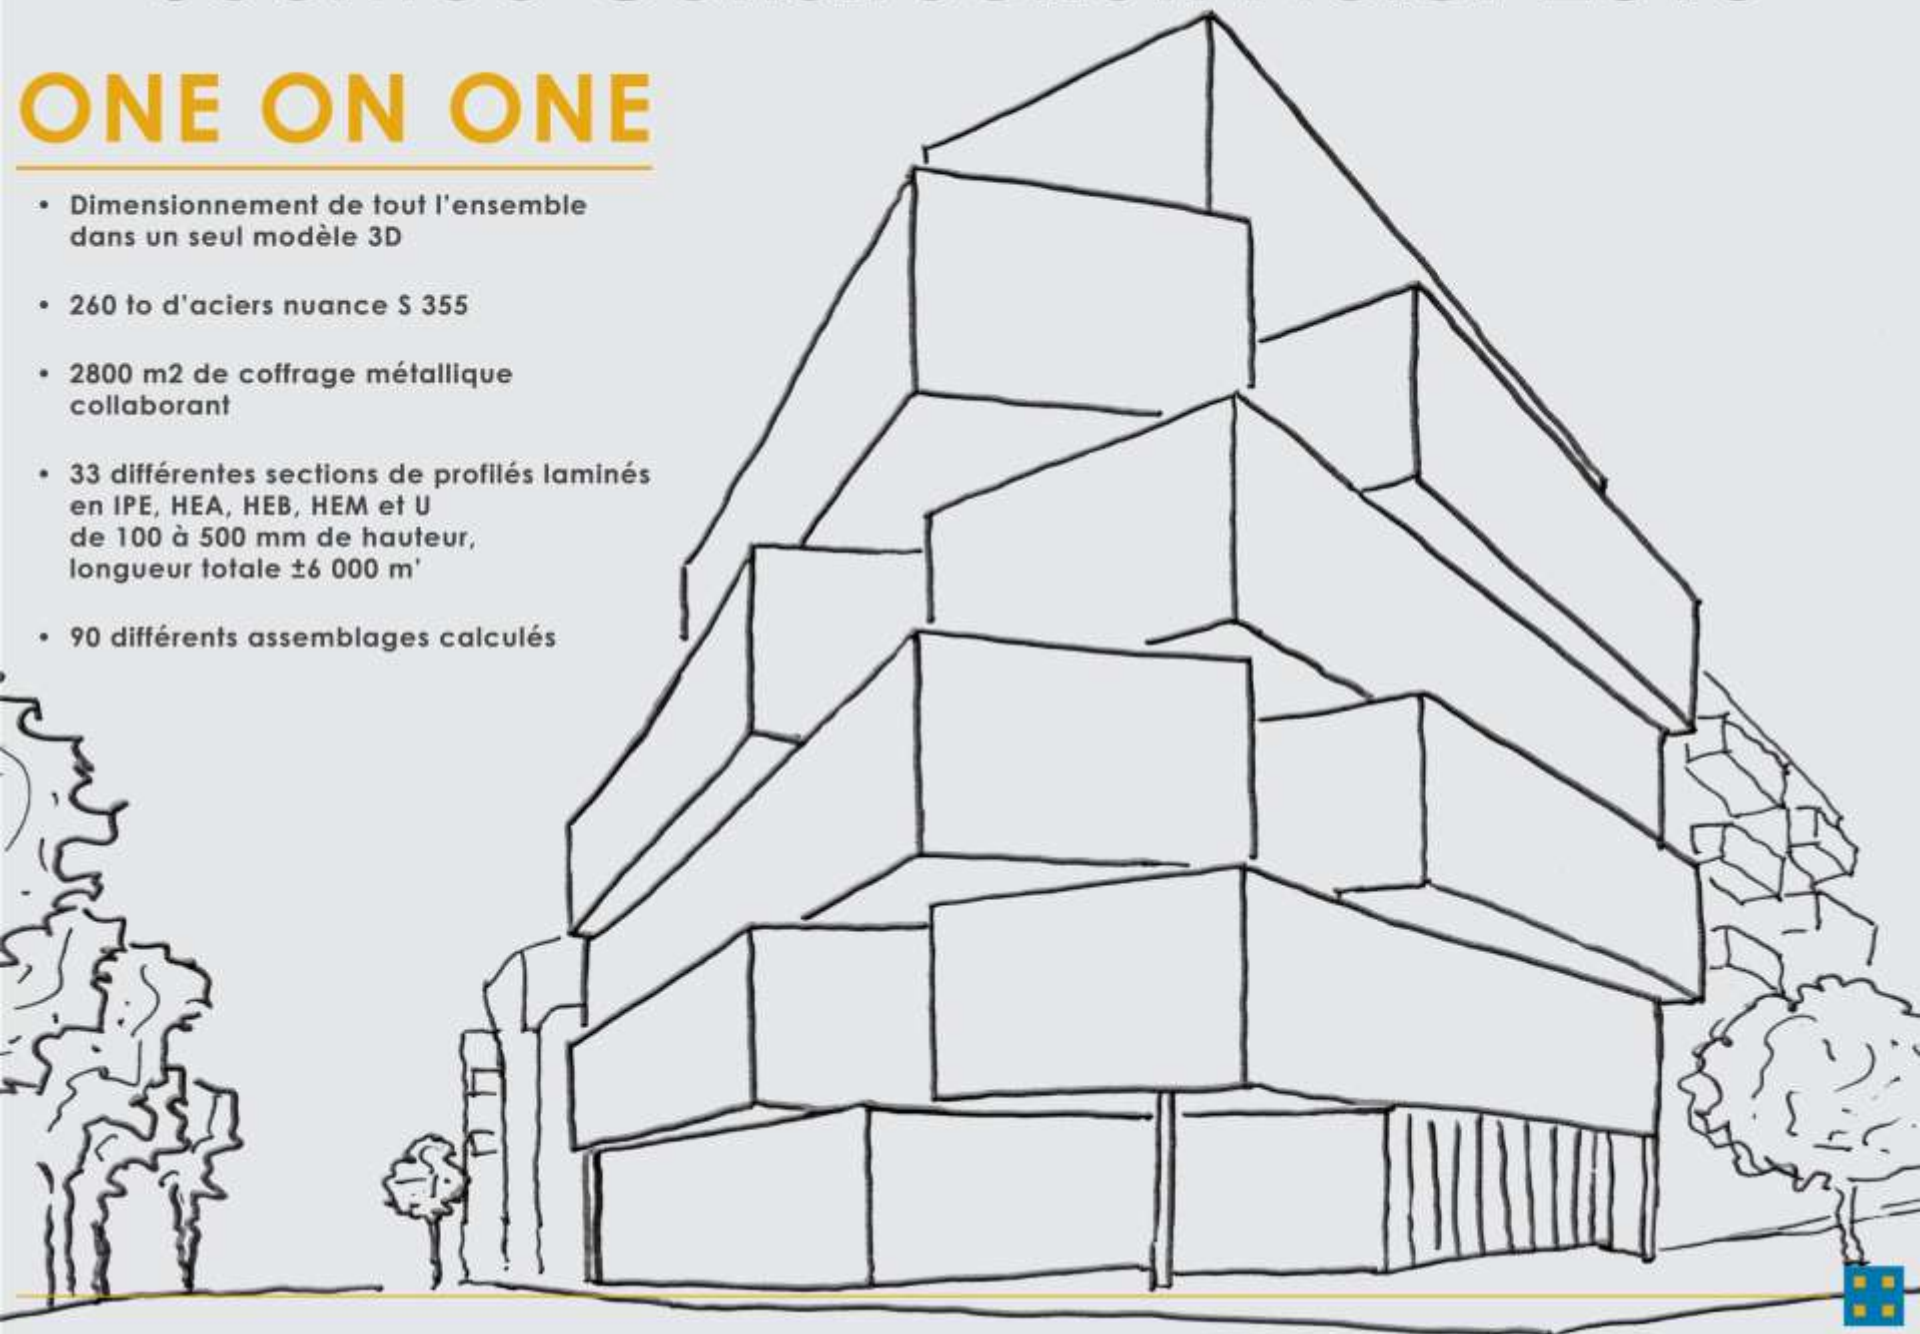 ONE ON ONE
• Dimensionnement de tout l'ensemble
dans un seul modèle 3D
• 260 to d'aciers nuance S 355
• 2800 m2 de coffrage métallique
collaborant
• 33 différentes sections de profilés laminés
en IPE, HEA, HEB, HEM et U
de 100 à 500 mm de hauteur,
longueur totale ±6 000 m'
• 90 différents assemblages calculés